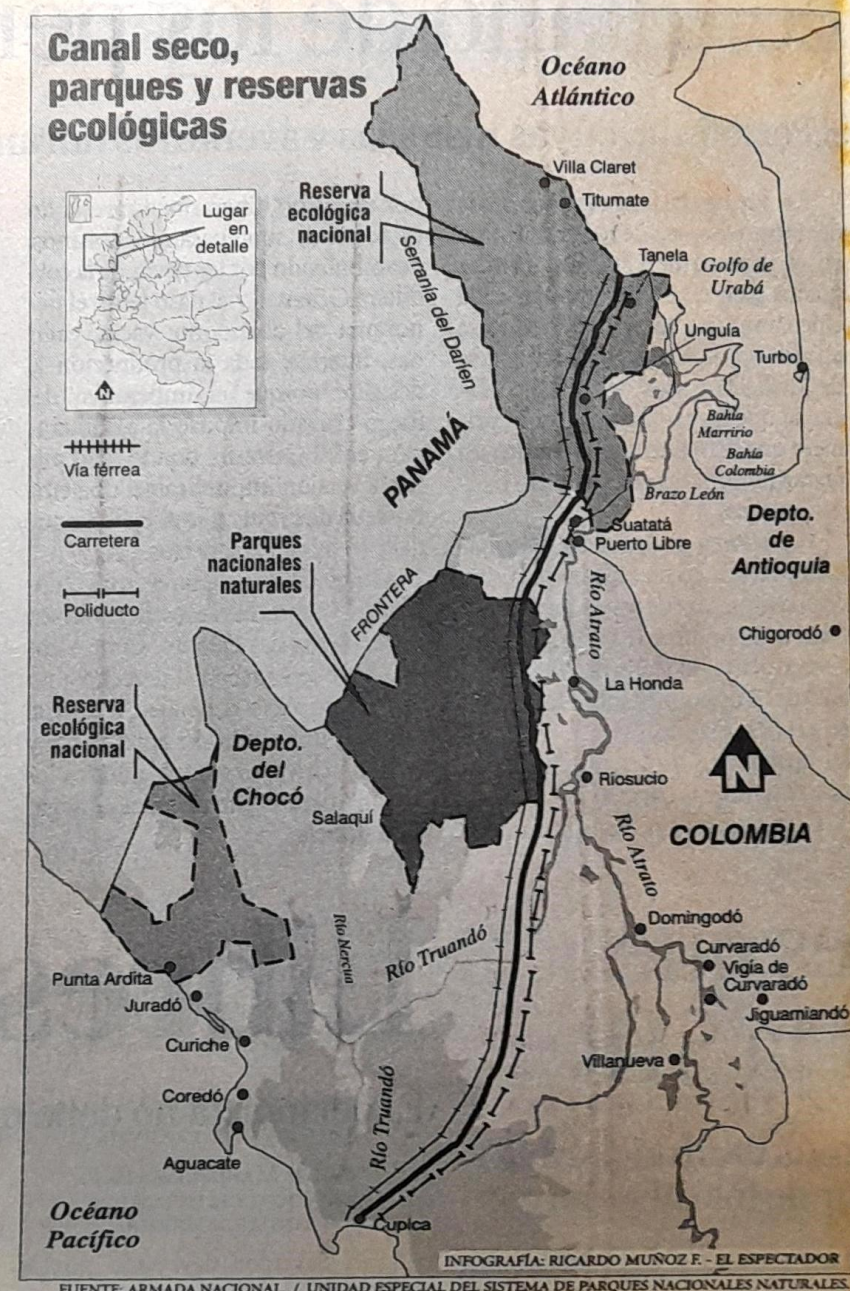 Canal seco,
parques y reservas
ecológicas
Océano
Atlántico
Villa Claret
Titumate
Reserva
ecológica
nacional
Lugar
en
detalle
N
Serranía del Darién
Tanela
Golfo de
Urabá
Unguía
Turbo
Bahía
Marririo
Bahía
Colombia
PANAMÁ
Vía férrea
Brazo León
Carretera
Suatatá
Puerto Libre
Depto.
de
Antioquia
Parques
nacionales
naturales
Poliducto
FRONTERA
Río Atrato
Chigorodó
La Honda
Reserva
ecológica
nacional
Depto.
del
Chocó
N
Riosucio
Salaquí
COLOMBIA
Río Atrato
Domingodó
Río Nercua
Río Truandó
Curvaradó
Vigía de
Curvaradó
Jiguamiandó
Punta Ardita
Juradó
Curiche
Villanueva
Coredó
Río Truandó
Aguacate
Océano
Pacífico
Cupica
INFOGRAFÍA: RICARDO MUÑOZ F. - EL ESPECTADOR
FUENTE: ARMADA NACIONAL / UNIDAD ESPECIAL DEL SISTEMA DE PARQUES NACIONALES NATURALES.